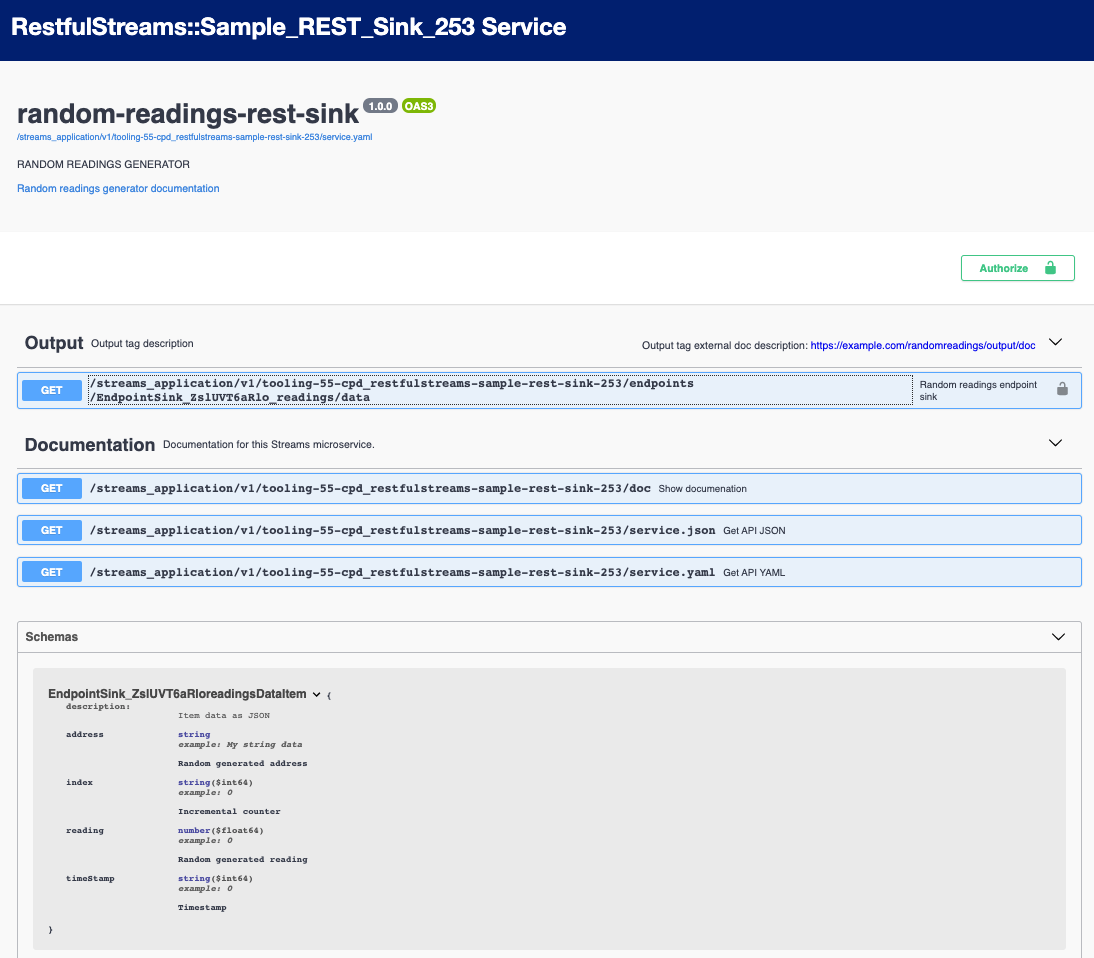 RestfulStreams::Sample_REST_Sink_253 Service
random-readings-rest-sink 1.0.0 OAS3
/streams_application/v1/tooling-55-cpd_restfulstreams-sample-rest-sink-253/service.yaml
RANDOM READINGS GENERATOR
Random readings generator documentation
Authorize
Output Output tag description
Output tag external doc description: https://example.com/randomreadings/output/doc
GET /streams_application/v1/tooling-55-cpd_restfulstreams-sample-rest-sink-253/endpoints
/EndpointSink_ZslUVT6aRlo_readings/data
Random readings endpoint
sink
Documentation Documentation for this Streams microservice.
GET /streams_application/v1/tooling-55-cpd_restfulstreams-sample-rest-sink-253/doc Show documenation
GET /streams_application/v1/tooling-55-cpd_restfulstreams-sample-rest-sink-253/service.json Get API JSON
GET /streams_application/v1/tooling-55-cpd_restfulstreams-sample-rest-sink-253/service.yaml Get API YAML
Schemas
EndpointSink_ZslUVT6aRloreadingsDataItem {
description:
Item data as JSON
address string
example: My string data
Random generated address
index string($int64)
example: 0
Incremental counter
reading number($float64)
example: 0
Random generated reading
timeStamp string($int64)
example: 0
Timestamp
}